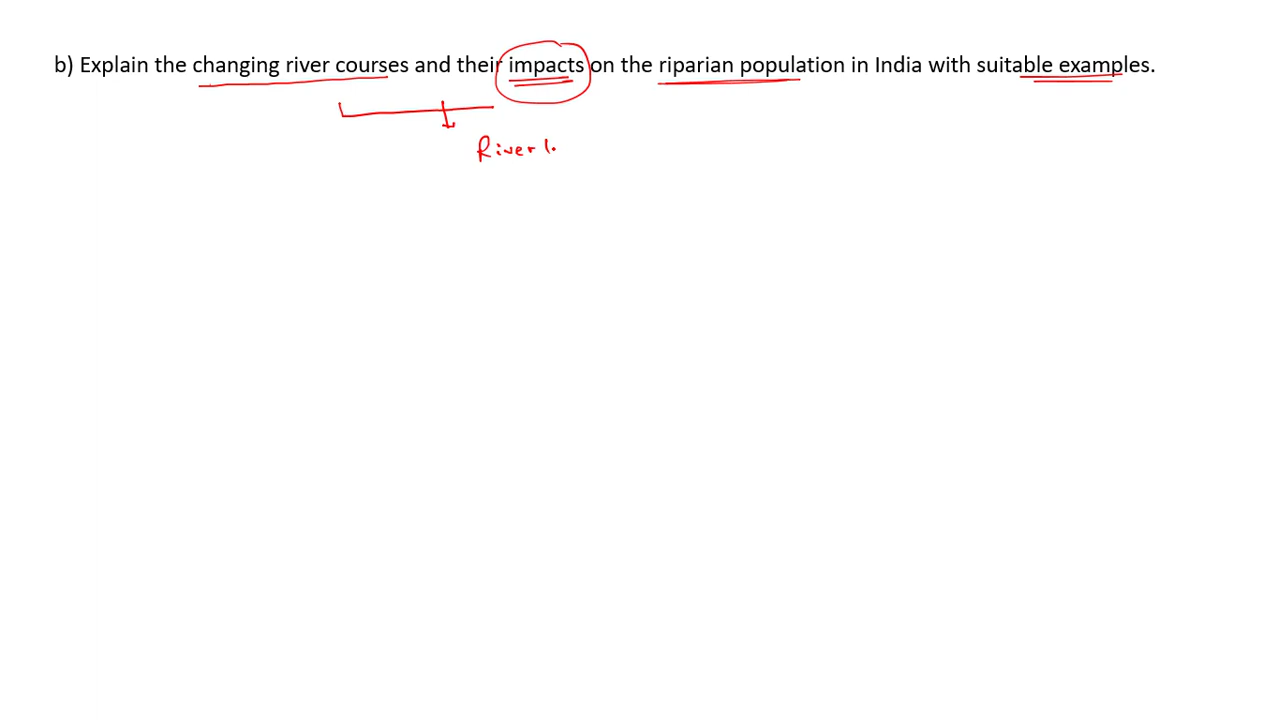 b) Explain the changing river courses and their impacts on the riparian population in India with suitable examples.
River